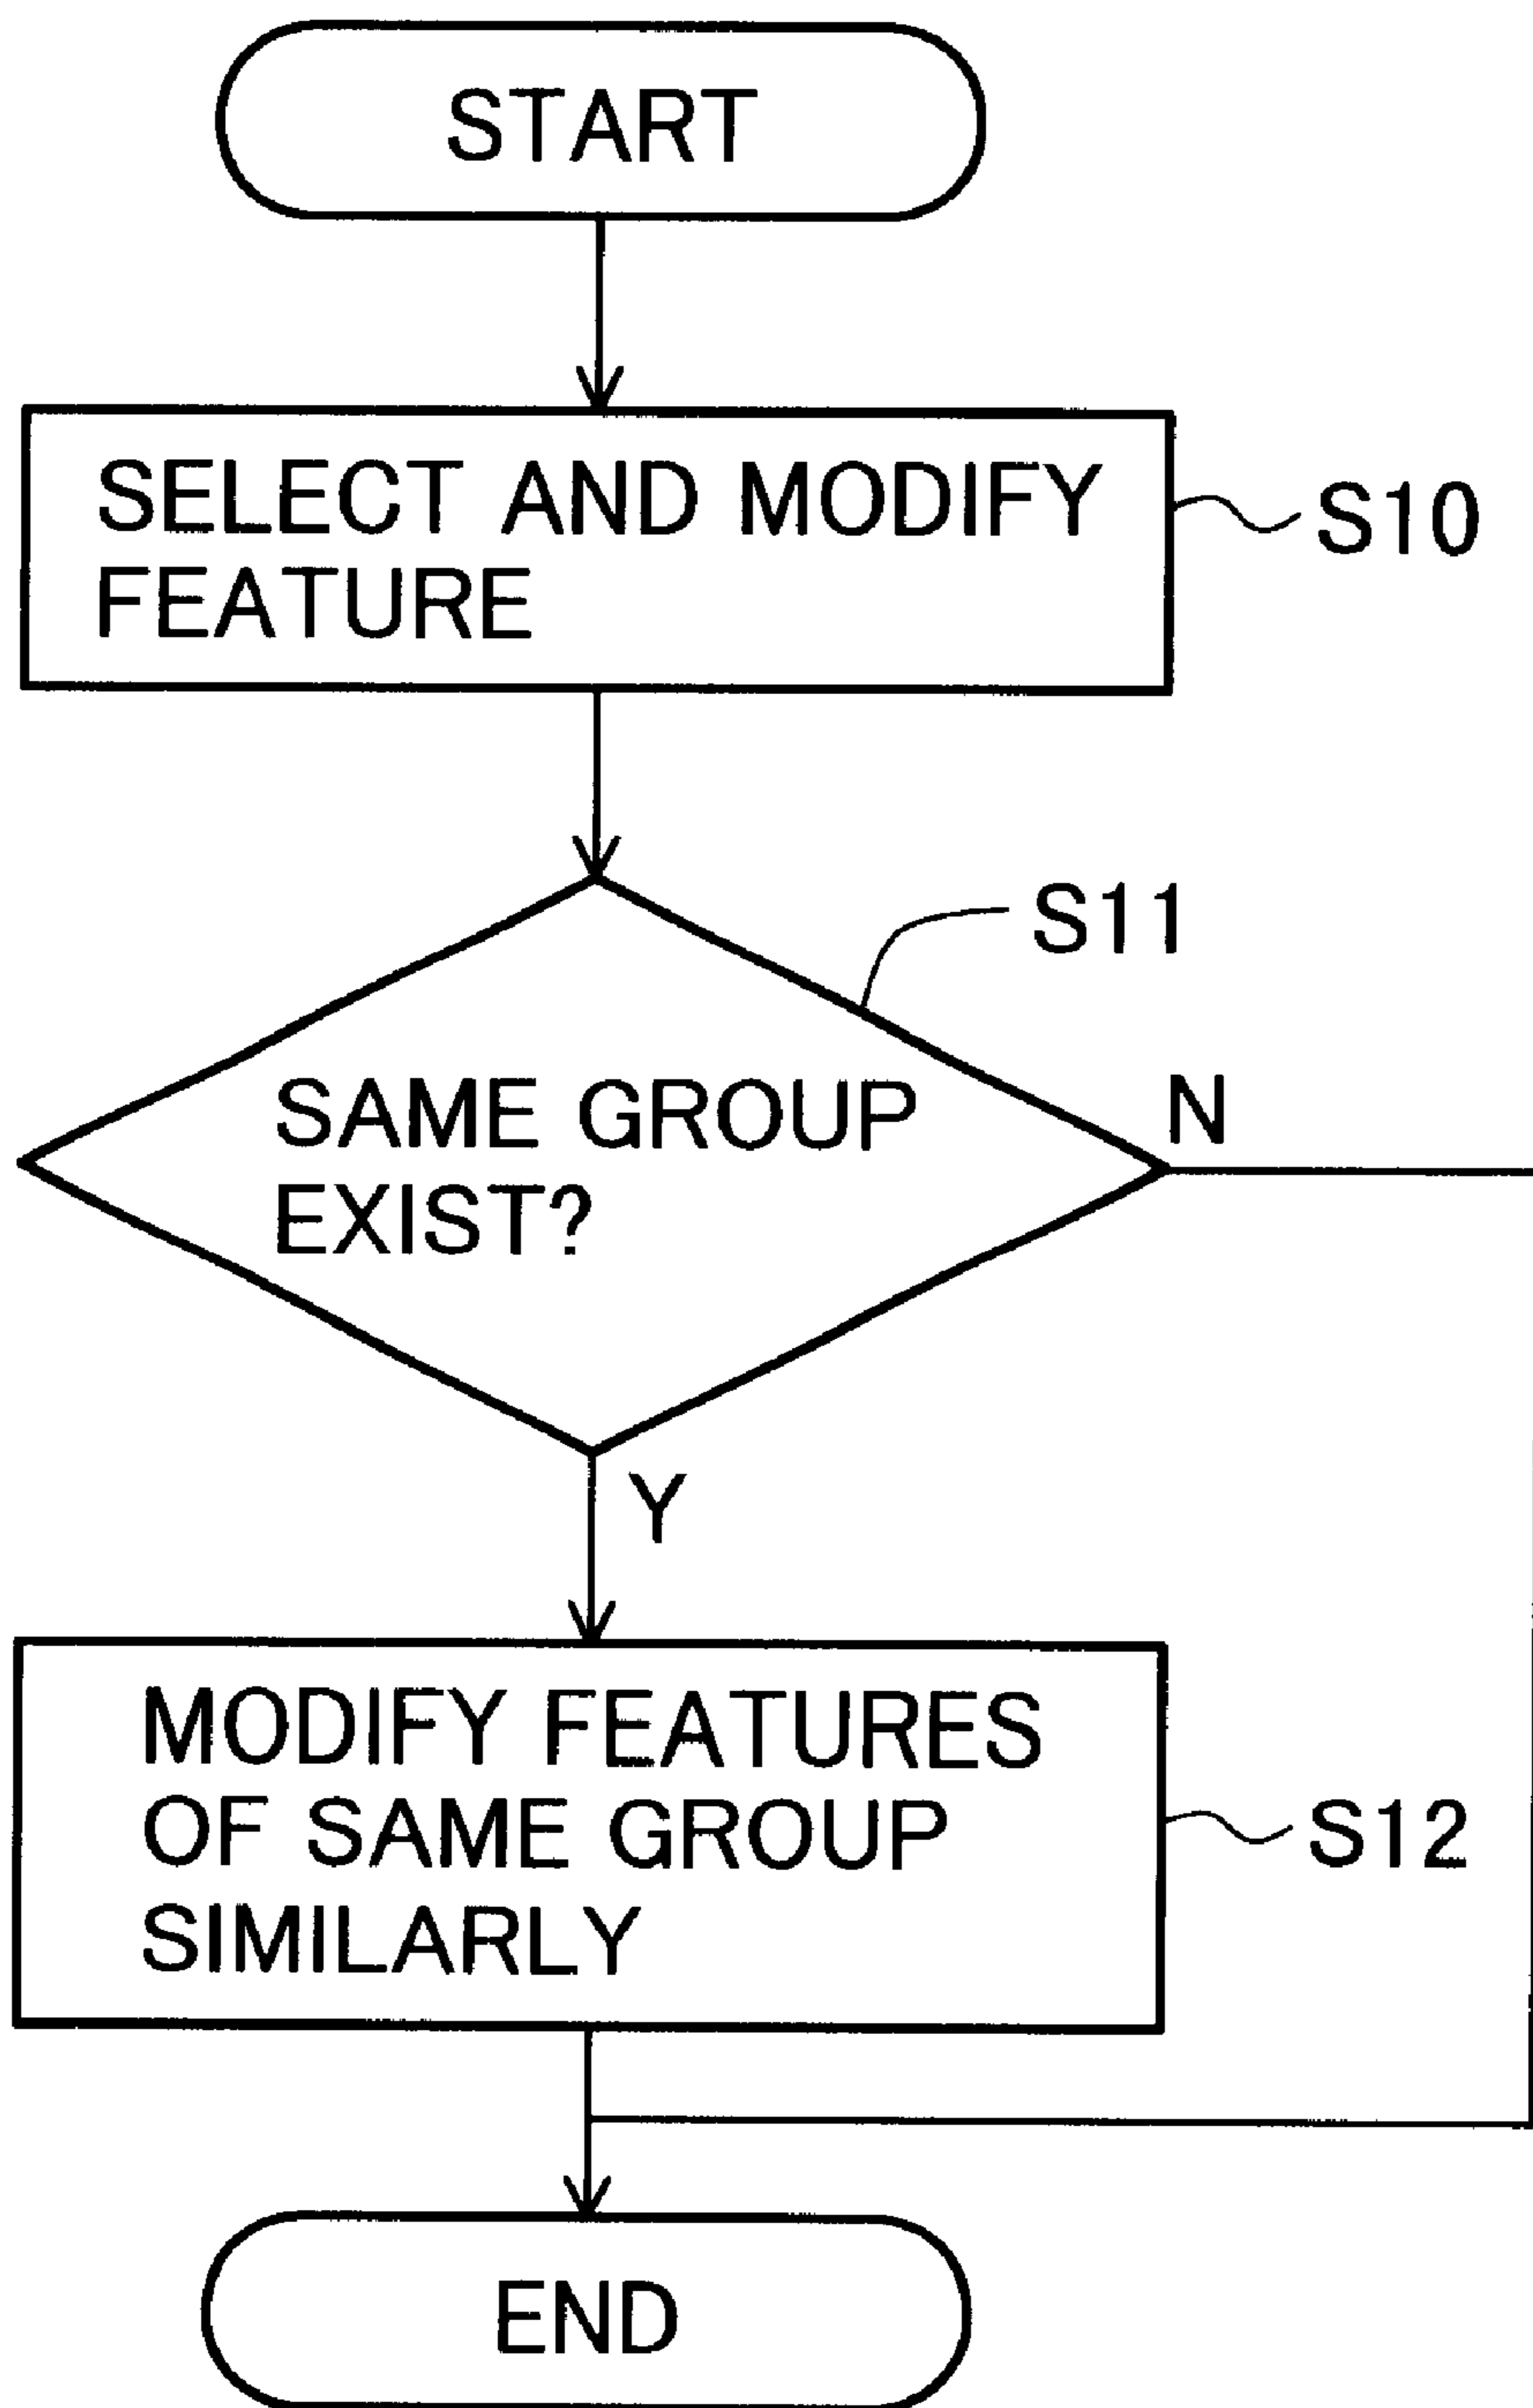 START
SELECT AND MODIFY
FEATURE
S10
S11
SAME GROUP
EXIST?
N
Y
MODIFY FEATURES
OF SAME GROUP
SIMILARLY
S12
END